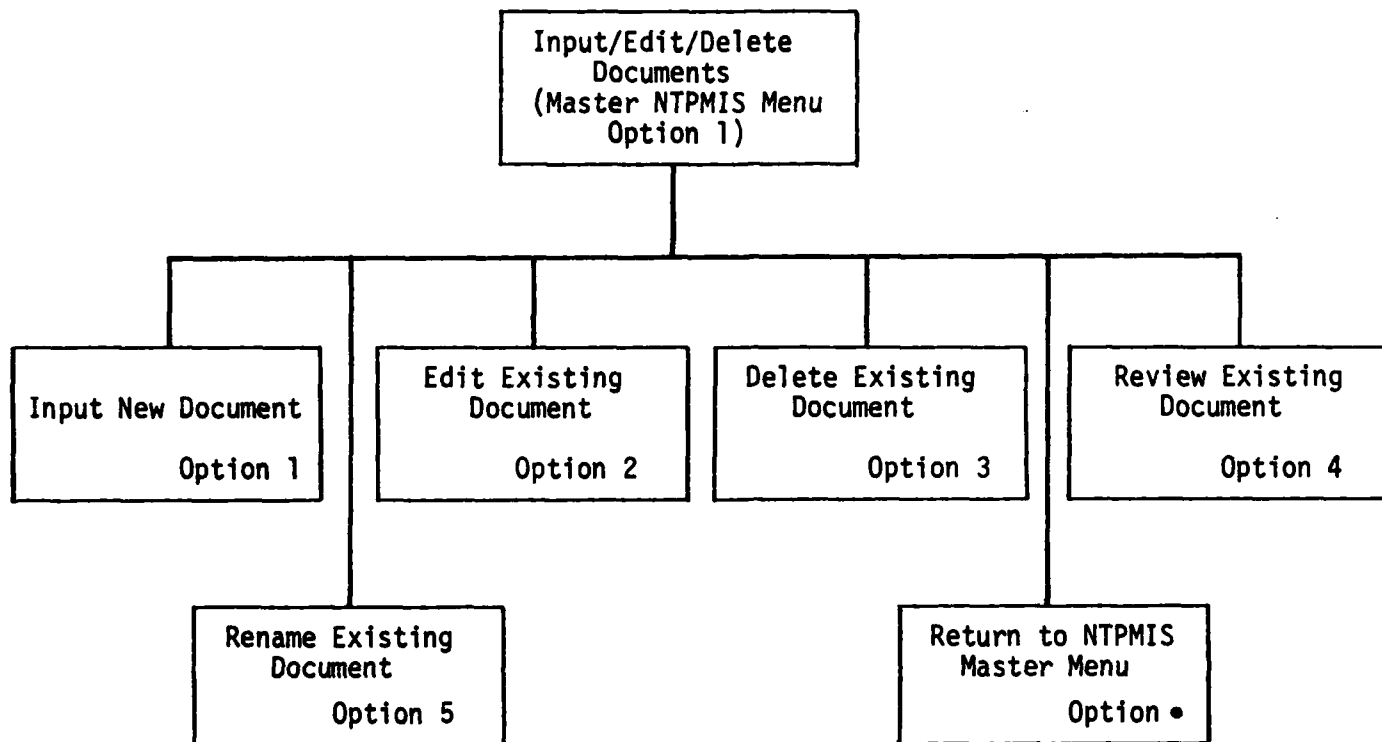 Input/Edit/Delete
Documents
(Master NTPMIS Menu
Option 1)
Input New Document
Option 1
Edit Existing
Document
Option 2
Delete Existing
Document
Option 3
Review Existing
Document
Option 4
Rename Existing
Document
Option 5
Return to NTPMIS
Master Menu
Option •